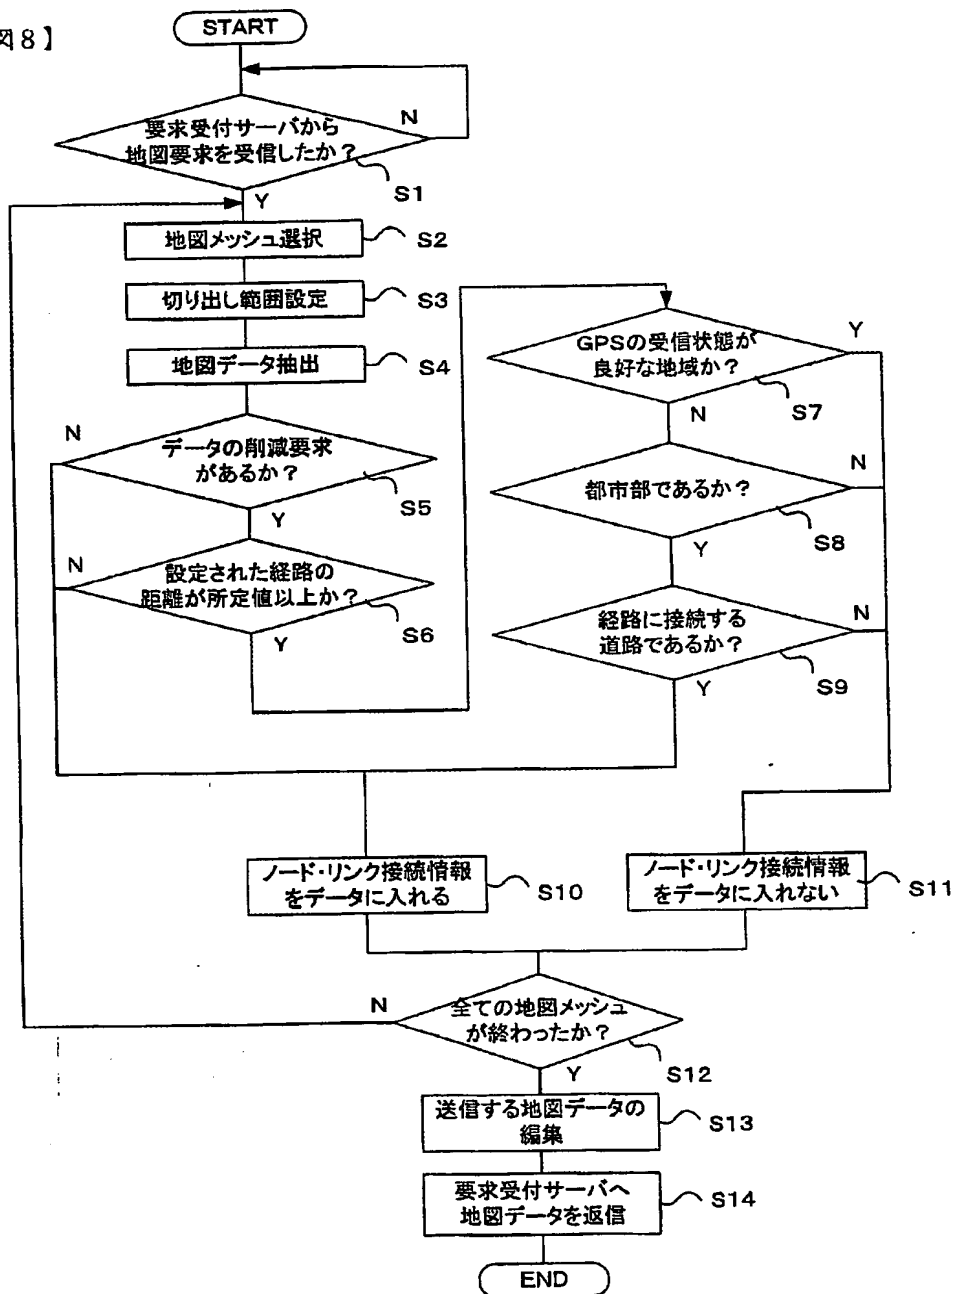 図8】
START
要求受付サーバから
地図要求を受信したか?
N
S1
Y
地図メッシュ選択
S2
切り出し範囲設定
S3
地図データ抽出
S4
N
データの削減要求
があるか?
S5
Y
N
設定された経路の
距離が所定値以上か?
S6
Y
GPSの受信状態が
良好な地域か?
Y
S7
N
都市部であるか?
N
S8
Y
経路に接続する
道路であるか?
N
S9
Y
ノード・リンク接続情報
をデータに入れる
S10
ノード・リンク接続情報
をデータに入れない
S11
N
全ての地図メッシュ
が終わったか?
S12
Y
送信する地図データの
編集
S13
要求受付サーバへ
地図データを返信
S14
END